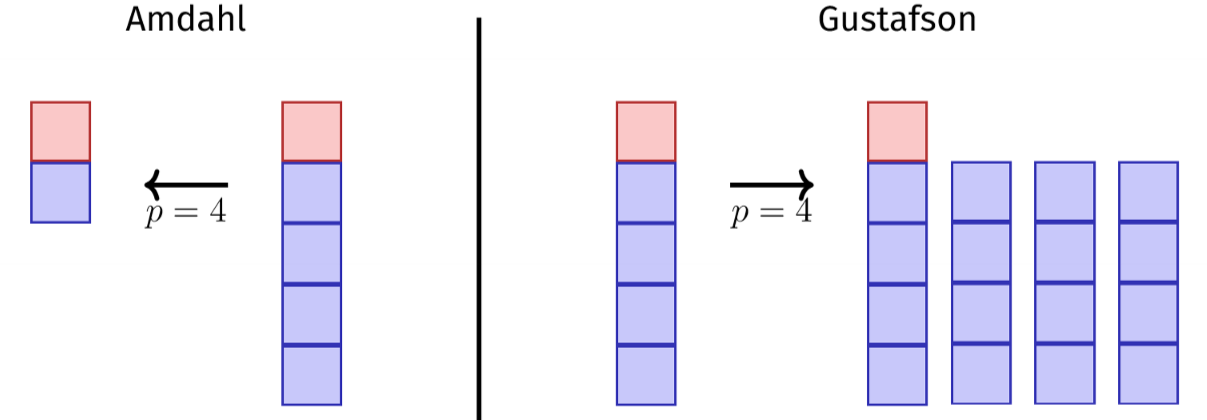 Amdahl
p = 4
Gustafson
p = 4